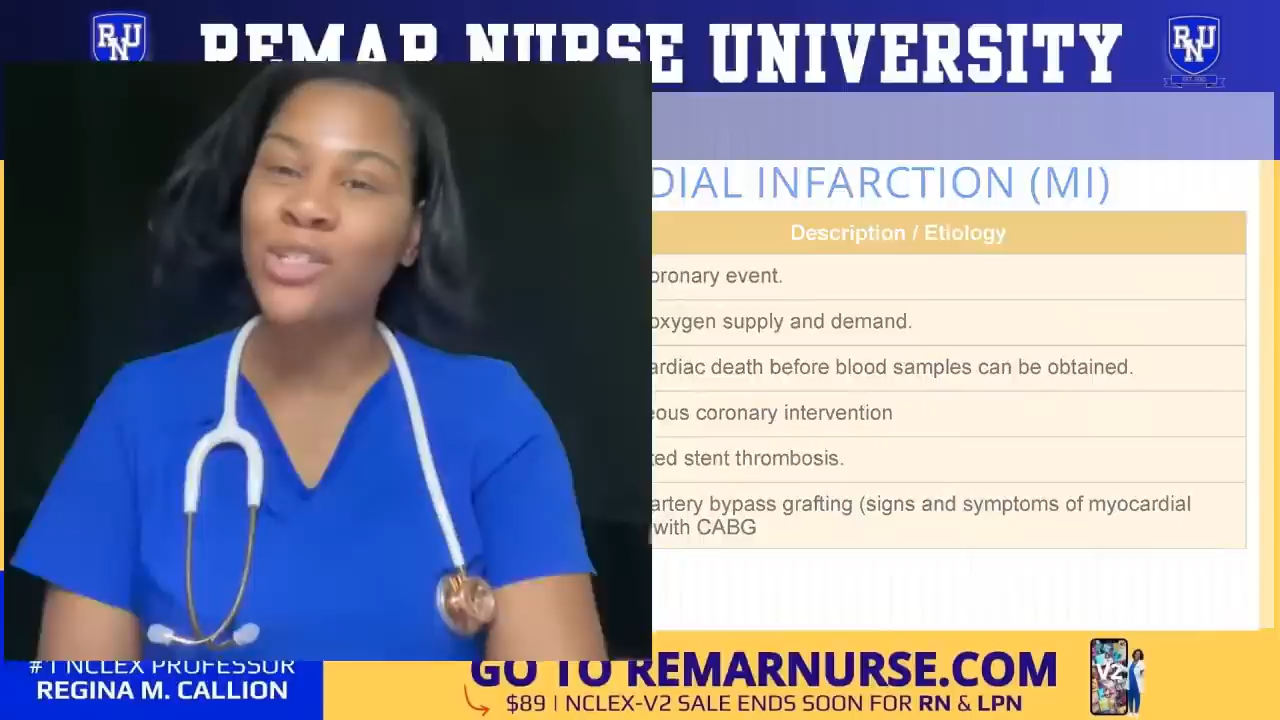 RNU
REMAR NURSE UNIVERSITY
RNU
DIAL INFARCTION (MI)
Description / Etiology
oronary event.
oxygen supply and demand.
ardiac death before blood samples can be obtained.
eous coronary intervention
ted stent thrombosis.
artery bypass grafting (signs and symptoms of myocardial
with CABG
#1 NCLEX PROFESSOR
REGINA M. CALLION
GO TO REMARNURSE.COM
$89 | NCLEX-V2 SALE ENDS SOON FOR RN & LPN
V2